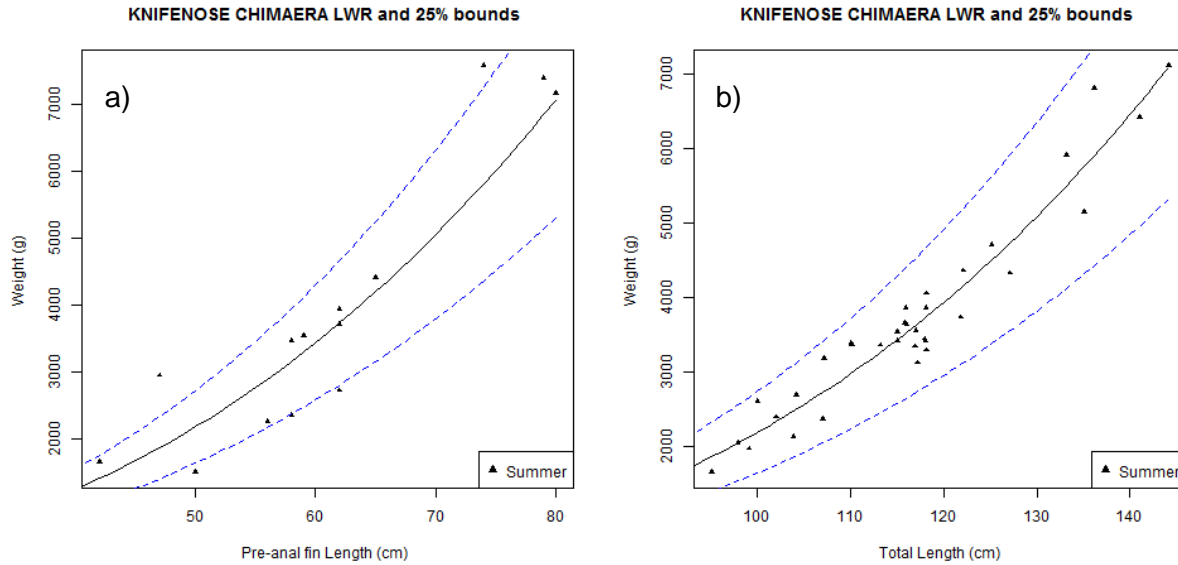 KNIFENOSE CHIMAERA LWR and 25% bounds
a)
7000
6000
5000
4000
3000
2000
Weight (g)
Summer
50
60
70
80
Pre-anal fin Length (cm)
KNIFENOSE CHIMAERA LWR and 25% bounds
b)
7000
6000
5000
4000
3000
2000
Weight (g)
Summer
100
110
120
130
140
Total Length (cm)